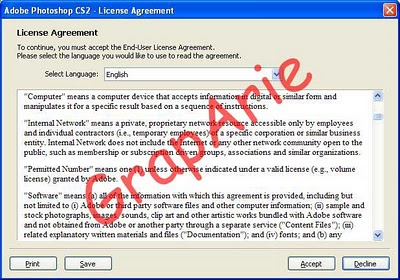 Adobe Photoshop CS2 - License Agreement
License Agreement
To continue, you must accept the End-User License Agreement.
Please select the language you would like to use to read the agreement.
Select Language: English
"Computer" means a computer device that accepts information in digital or similar form and
manipulates it for a specific result based on a sequence of instructions.
"Internal Network" means a private, proprietary network resource accessible only by employees
and individual contractors (i.e., temporary employees) of a specific corporation or similar business
entity. Internal Network does not include the Internet or any other network community open to the
public, such as membership or subscription driven groups, associations and similar organizations.
"Permitted Number" means one (1) unless otherwise indicated under a valid license (e.g., volume
license) granted by Adobe.
"Software" means (a) all of the information with which this agreement is provided, including but
not limited to (i) Adobe or third party software files and other computer information; (ii) sample and
stock photographs, images, sounds, clip art and other artistic works bundled with Adobe software
and not obtained from Adobe or another party through a separate service ("Content Files"); (iii)
related explanatory written materials and files ("Documentation"); and (iv) fonts; and (b) any
GrapArie
Print
Save
Accept
Decline